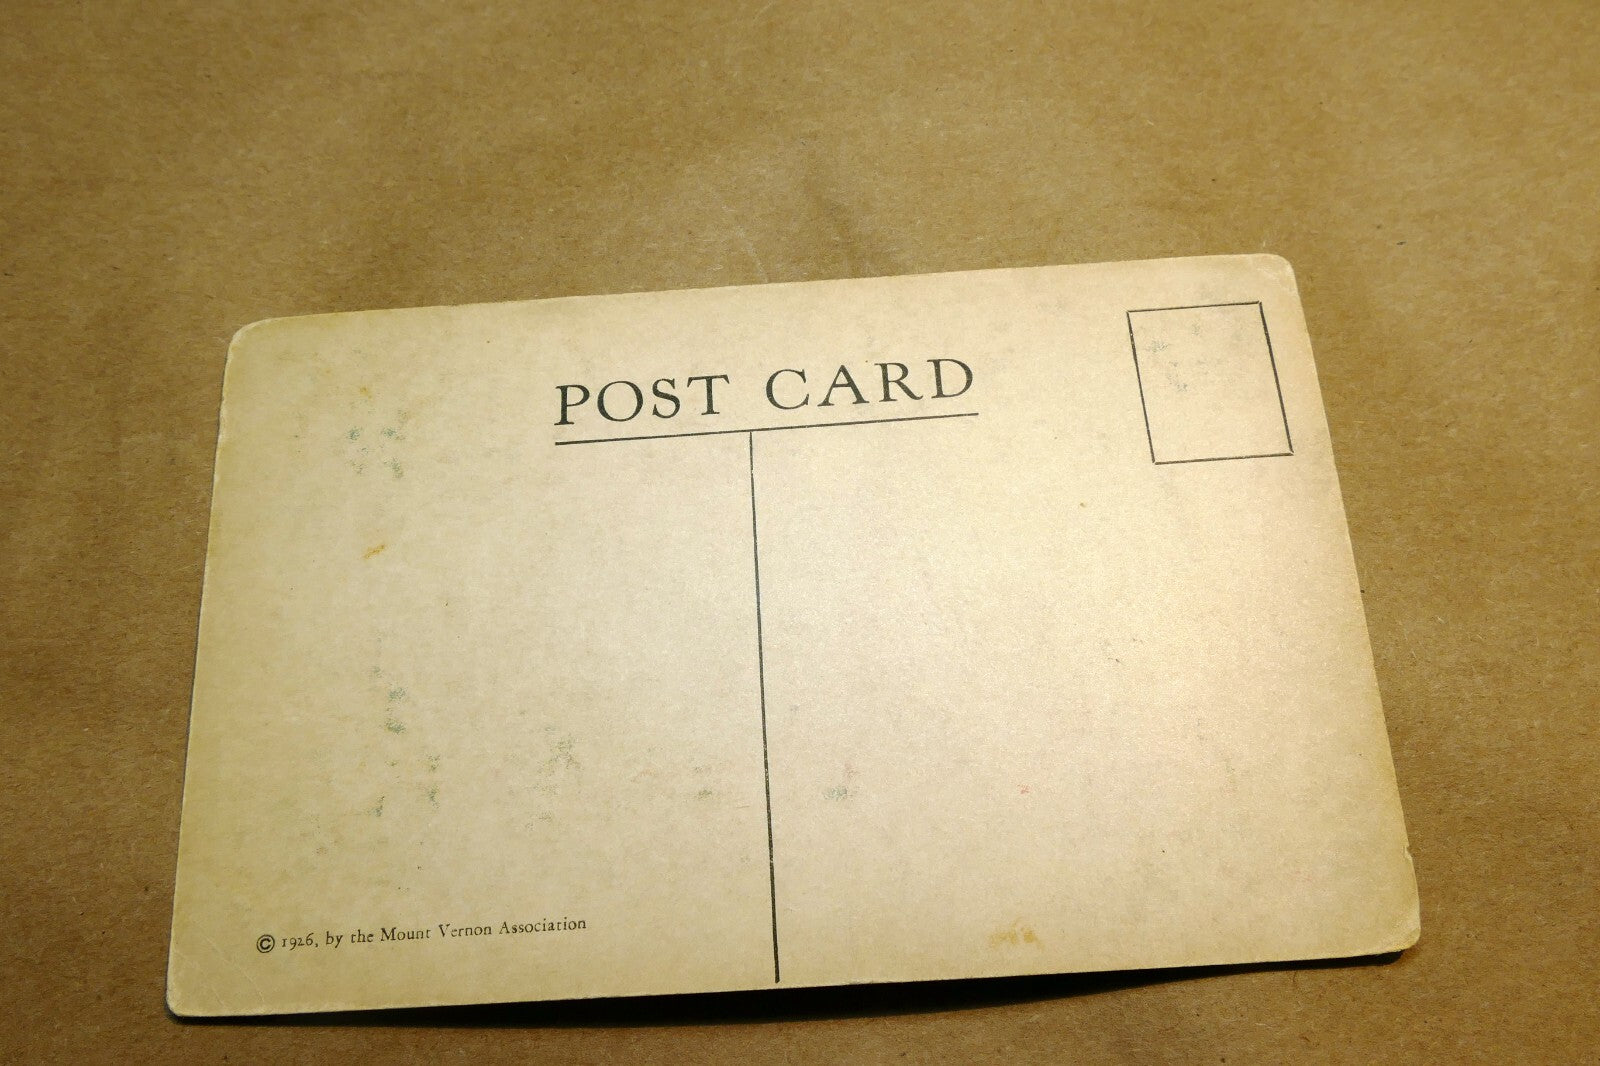 POST CARD
© 1926, by the Mount Vernon Association